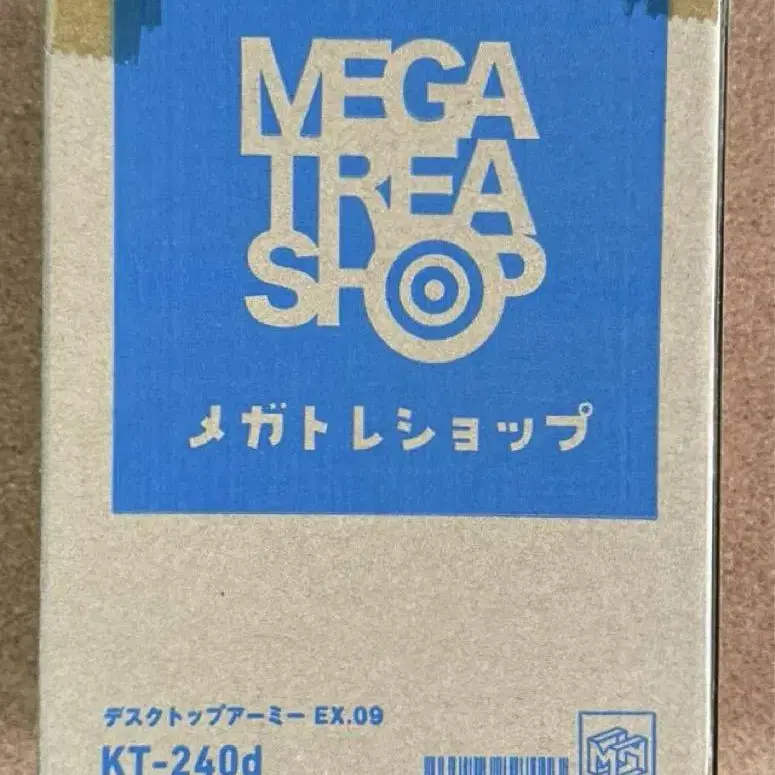 MEGA
TREA
SHOP
メガトレショップ
デスクトップアーミー EX.09
KT-240d